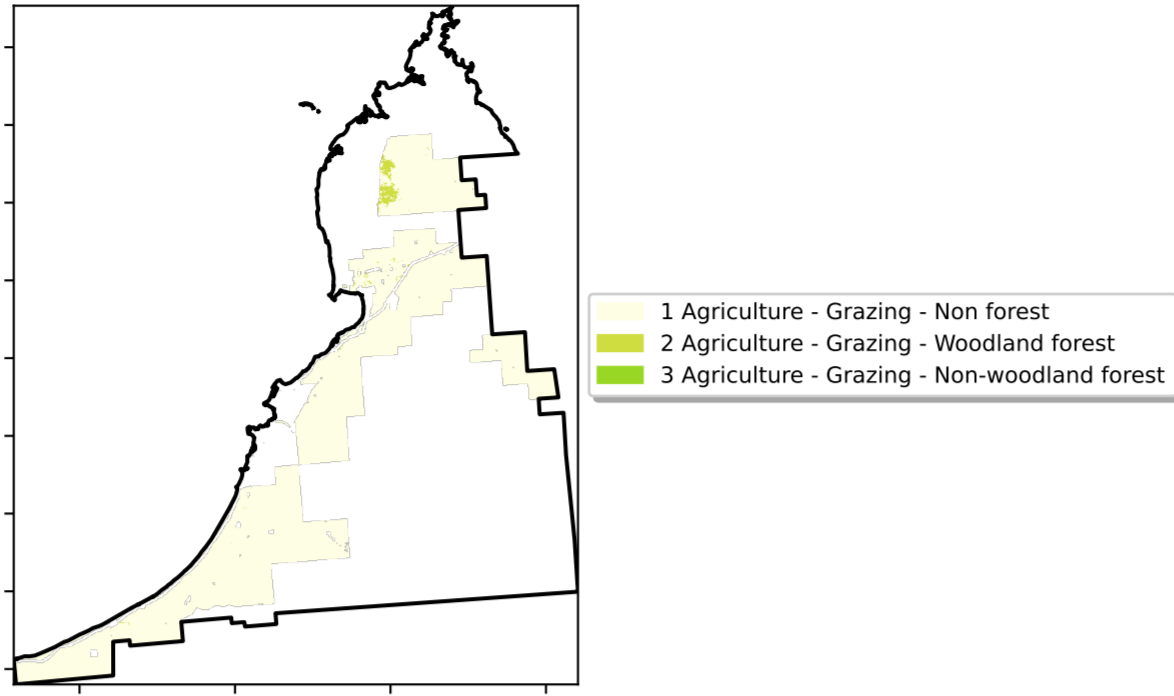 1 Agriculture - Grazing - Non forest
2 Agriculture - Grazing - Woodland forest
3 Agriculture - Grazing - Non-woodland forest